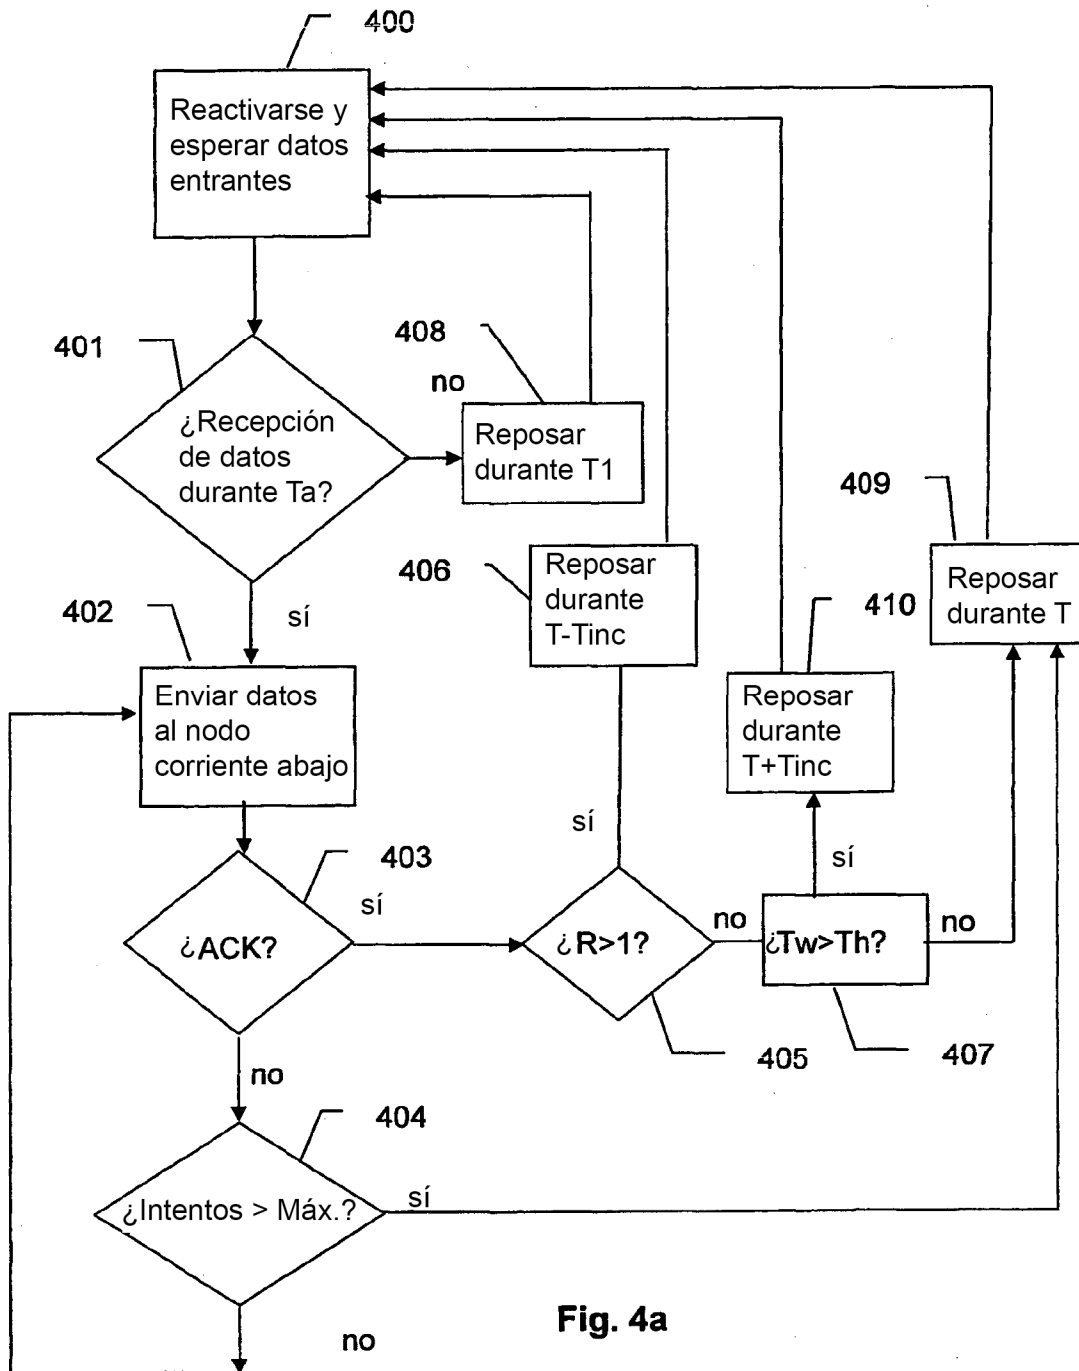 400
Reactivarse y
esperar datos
entrantes
401
¿Recepción
de datos
durante Ta?
408
no
Reposar
durante T1
409
Reposar
durante T
406
Reposar
durante
T-Tinc
410
Reposar
durante
T+Tinc
sí
402
Enviar datos
al nodo
corriente abajo
sí
sí
403
¿ACK?
sí
¿R>1?
no
¿Tw>Th?
no
405
407
no
404
¿Intentos > Máx.?
sí
no
Fig. 4a